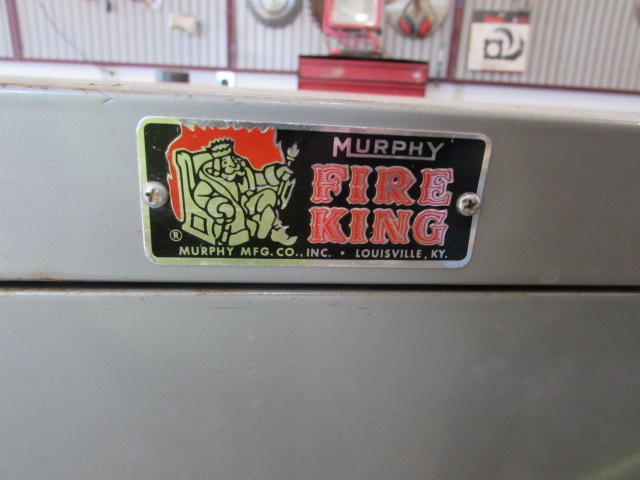 MURPHY
FIRE
KING
® MURPHY MFG. CO., INC. • LOUISVILLE, KY.